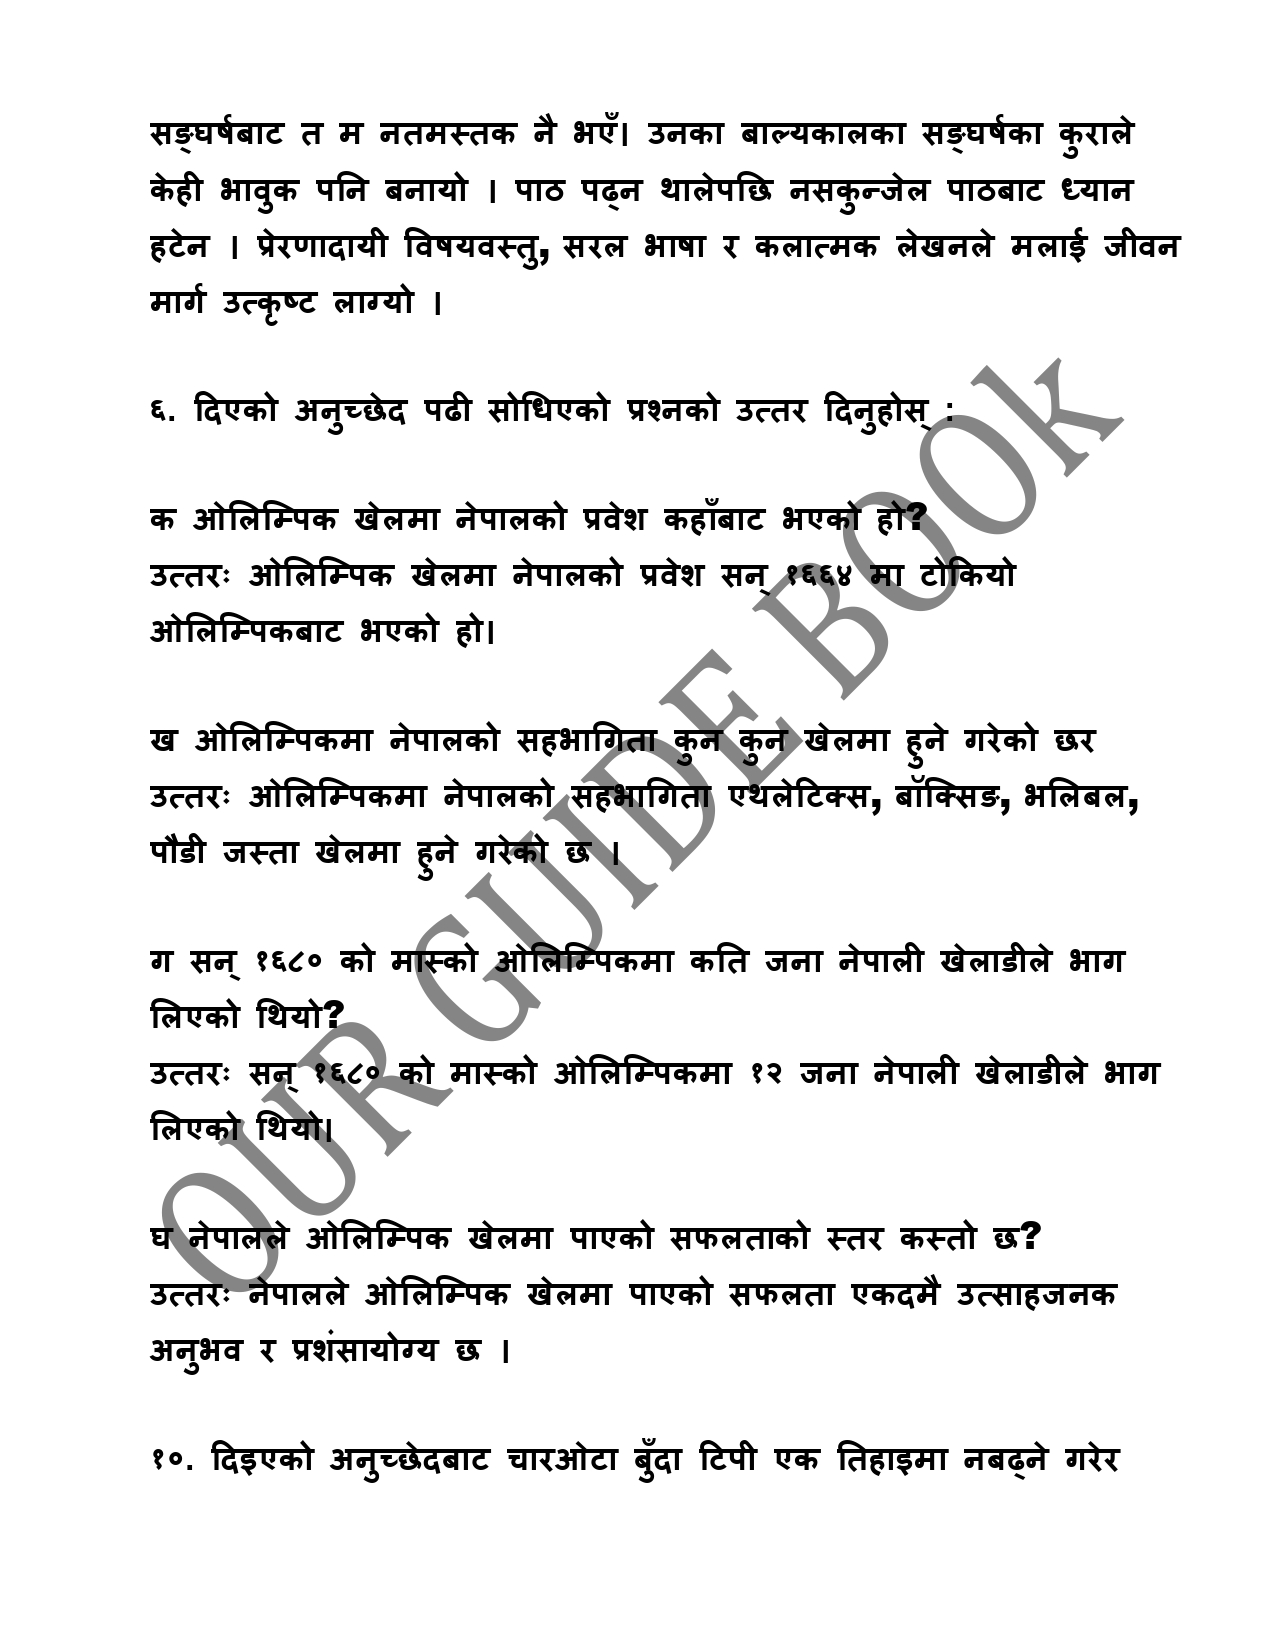 सङ्घर्षबाट त म नतमस्तक नै भएँ। उनका बाल्यकालका सङ्घर्षका कुराले
केही भावुक पनि बनायो । पाठ पढ्न थालेपछि नसकुन्जेल पाठबाट ध्यान
हटेन । प्रेरणादायी विषयवस्तु, सरल भाषा र कलात्मक लेखनले मलाई जीवन
मार्ग उत्कृष्ट लाग्यो ।
६. दिएको अनुच्छेद पढी सोधिएको प्रश्नको उत्तर दिनुहोस् :
क ओलिम्पिक खेलमा नेपालको प्रवेश कहाँबाट भएको हो?
उत्तरः ओलिम्पिक खेलमा नेपालको प्रवेश सन् १६६४ मा टोकियो
ओलिम्पिकबाट भएको हो।
ख ओलिम्पिकमा नेपालको सहभागिता कुन कुन खेलमा हुने गरेको छर
उत्तरः ओलिम्पिकमा नेपालको सहभागिता एथलेटिक्स, बॉक्सिङ, भलिबल,
पौडी जस्ता खेलमा हुने गरेको छ ।
ग सन् १६८० को मास्को ओलिम्पिकमा कति जना नेपाली खेलाडीले भाग
लिएको थियो?
उत्तरः सन् १६८० को मास्को ओलिम्पिकमा १२ जना नेपाली खेलाडीले भाग
लिएको थियो।
घ नेपालले ओलिम्पिक खेलमा पाएको सफलताको स्तर कस्तो छ?
उत्तरः नेपालले ओलिम्पिक खेलमा पाएको सफलता एकदमै उत्साहजनक
अनुभव र प्रशंसायोग्य छ ।
१०. दिइएको अनुच्छेदबाट चारओटा बुँदा टिपी एक तिहाइमा नबढ्ने गरेर
OUR GUIDE BOOk